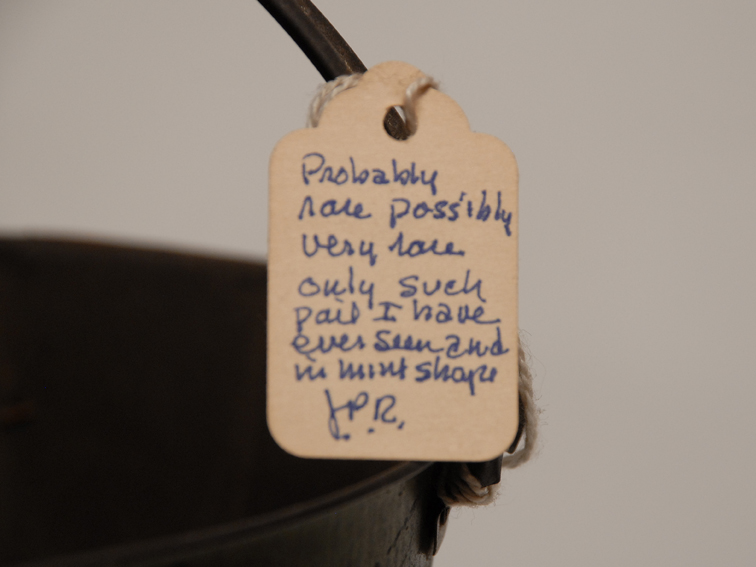 Probably
rare possibly
very rare
only such
pail I have
ever seen and
in mint shape
J.P.R.